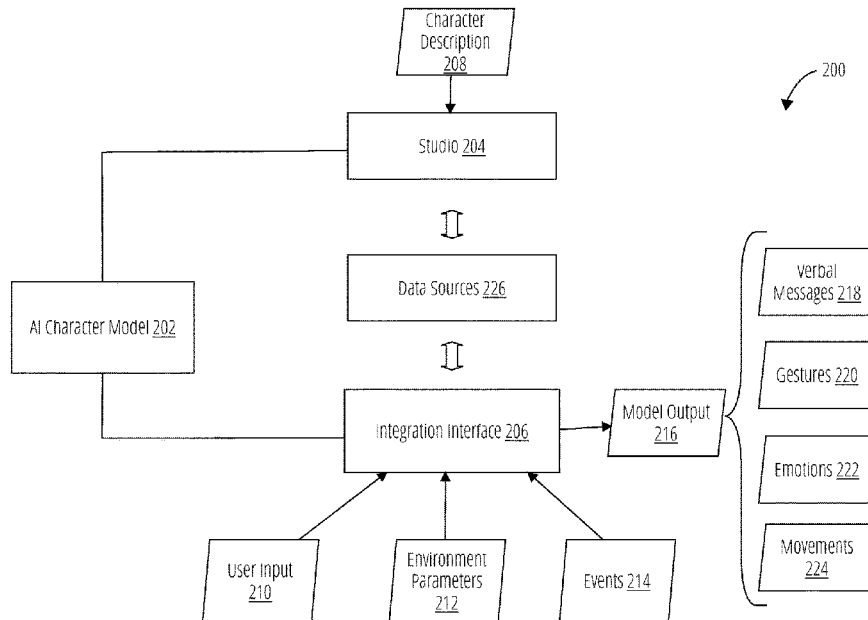 Character
Description
208
200
Studio 204
Data Sources 226
AI Character Model 202
Integration Interface 206
Model Output
216
Verbal
Messages 218
Gestures 220
Emotions 222
Movements
224
User Input
210
Environment
Parameters
212
Events 214